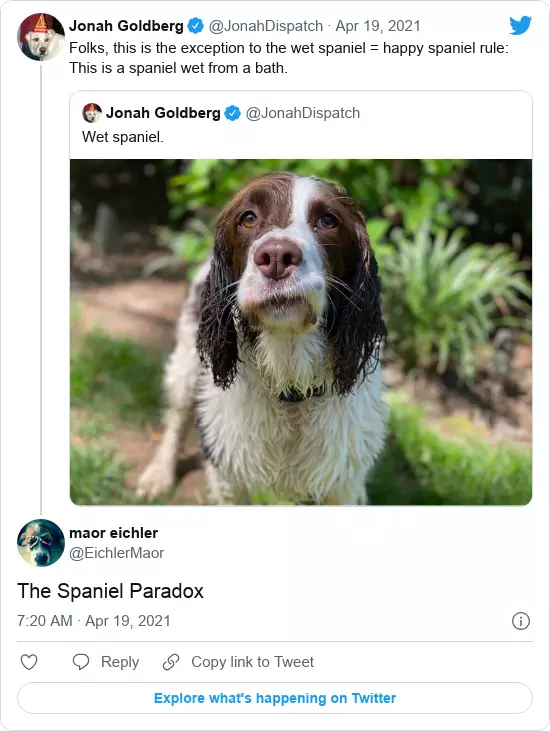 Jonah Goldberg @JonahDispatch · Apr 19, 2021
Folks, this is the exception to the wet spaniel = happy spaniel rule:
This is a spaniel wet from a bath.
Jonah Goldberg @JonahDispatch
Wet spaniel.
maor eichler
@EichlerMaor
The Spaniel Paradox
7:20 AM · Apr 19, 2021
Reply Copy link to Tweet
Explore what's happening on Twitter